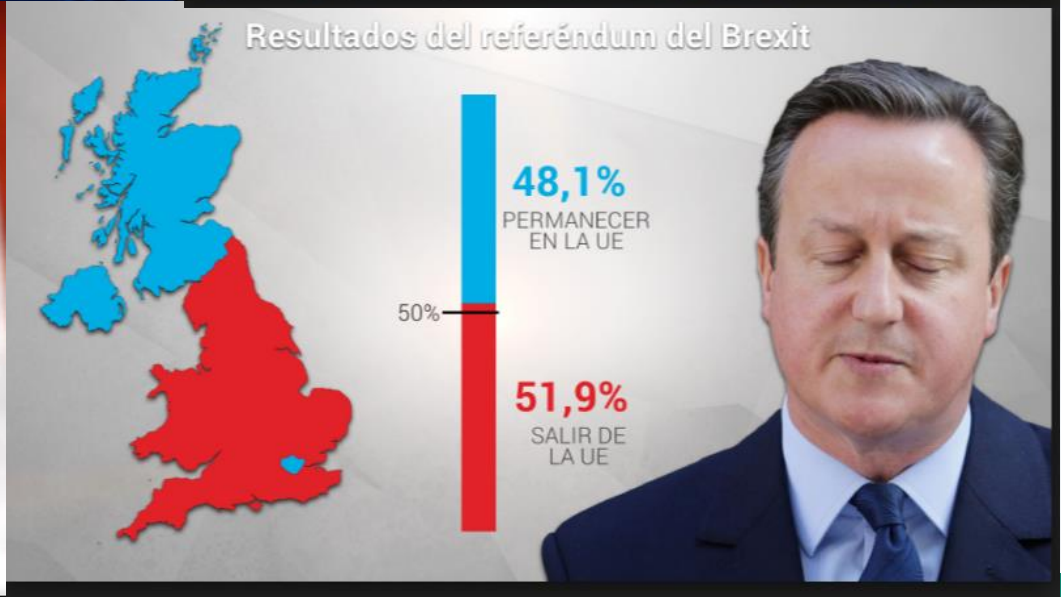 Resultados del referéndum del Brexit
48,1%
PERMANECER
EN LA UE
50%
51,9%
SALIR DE
LA UE